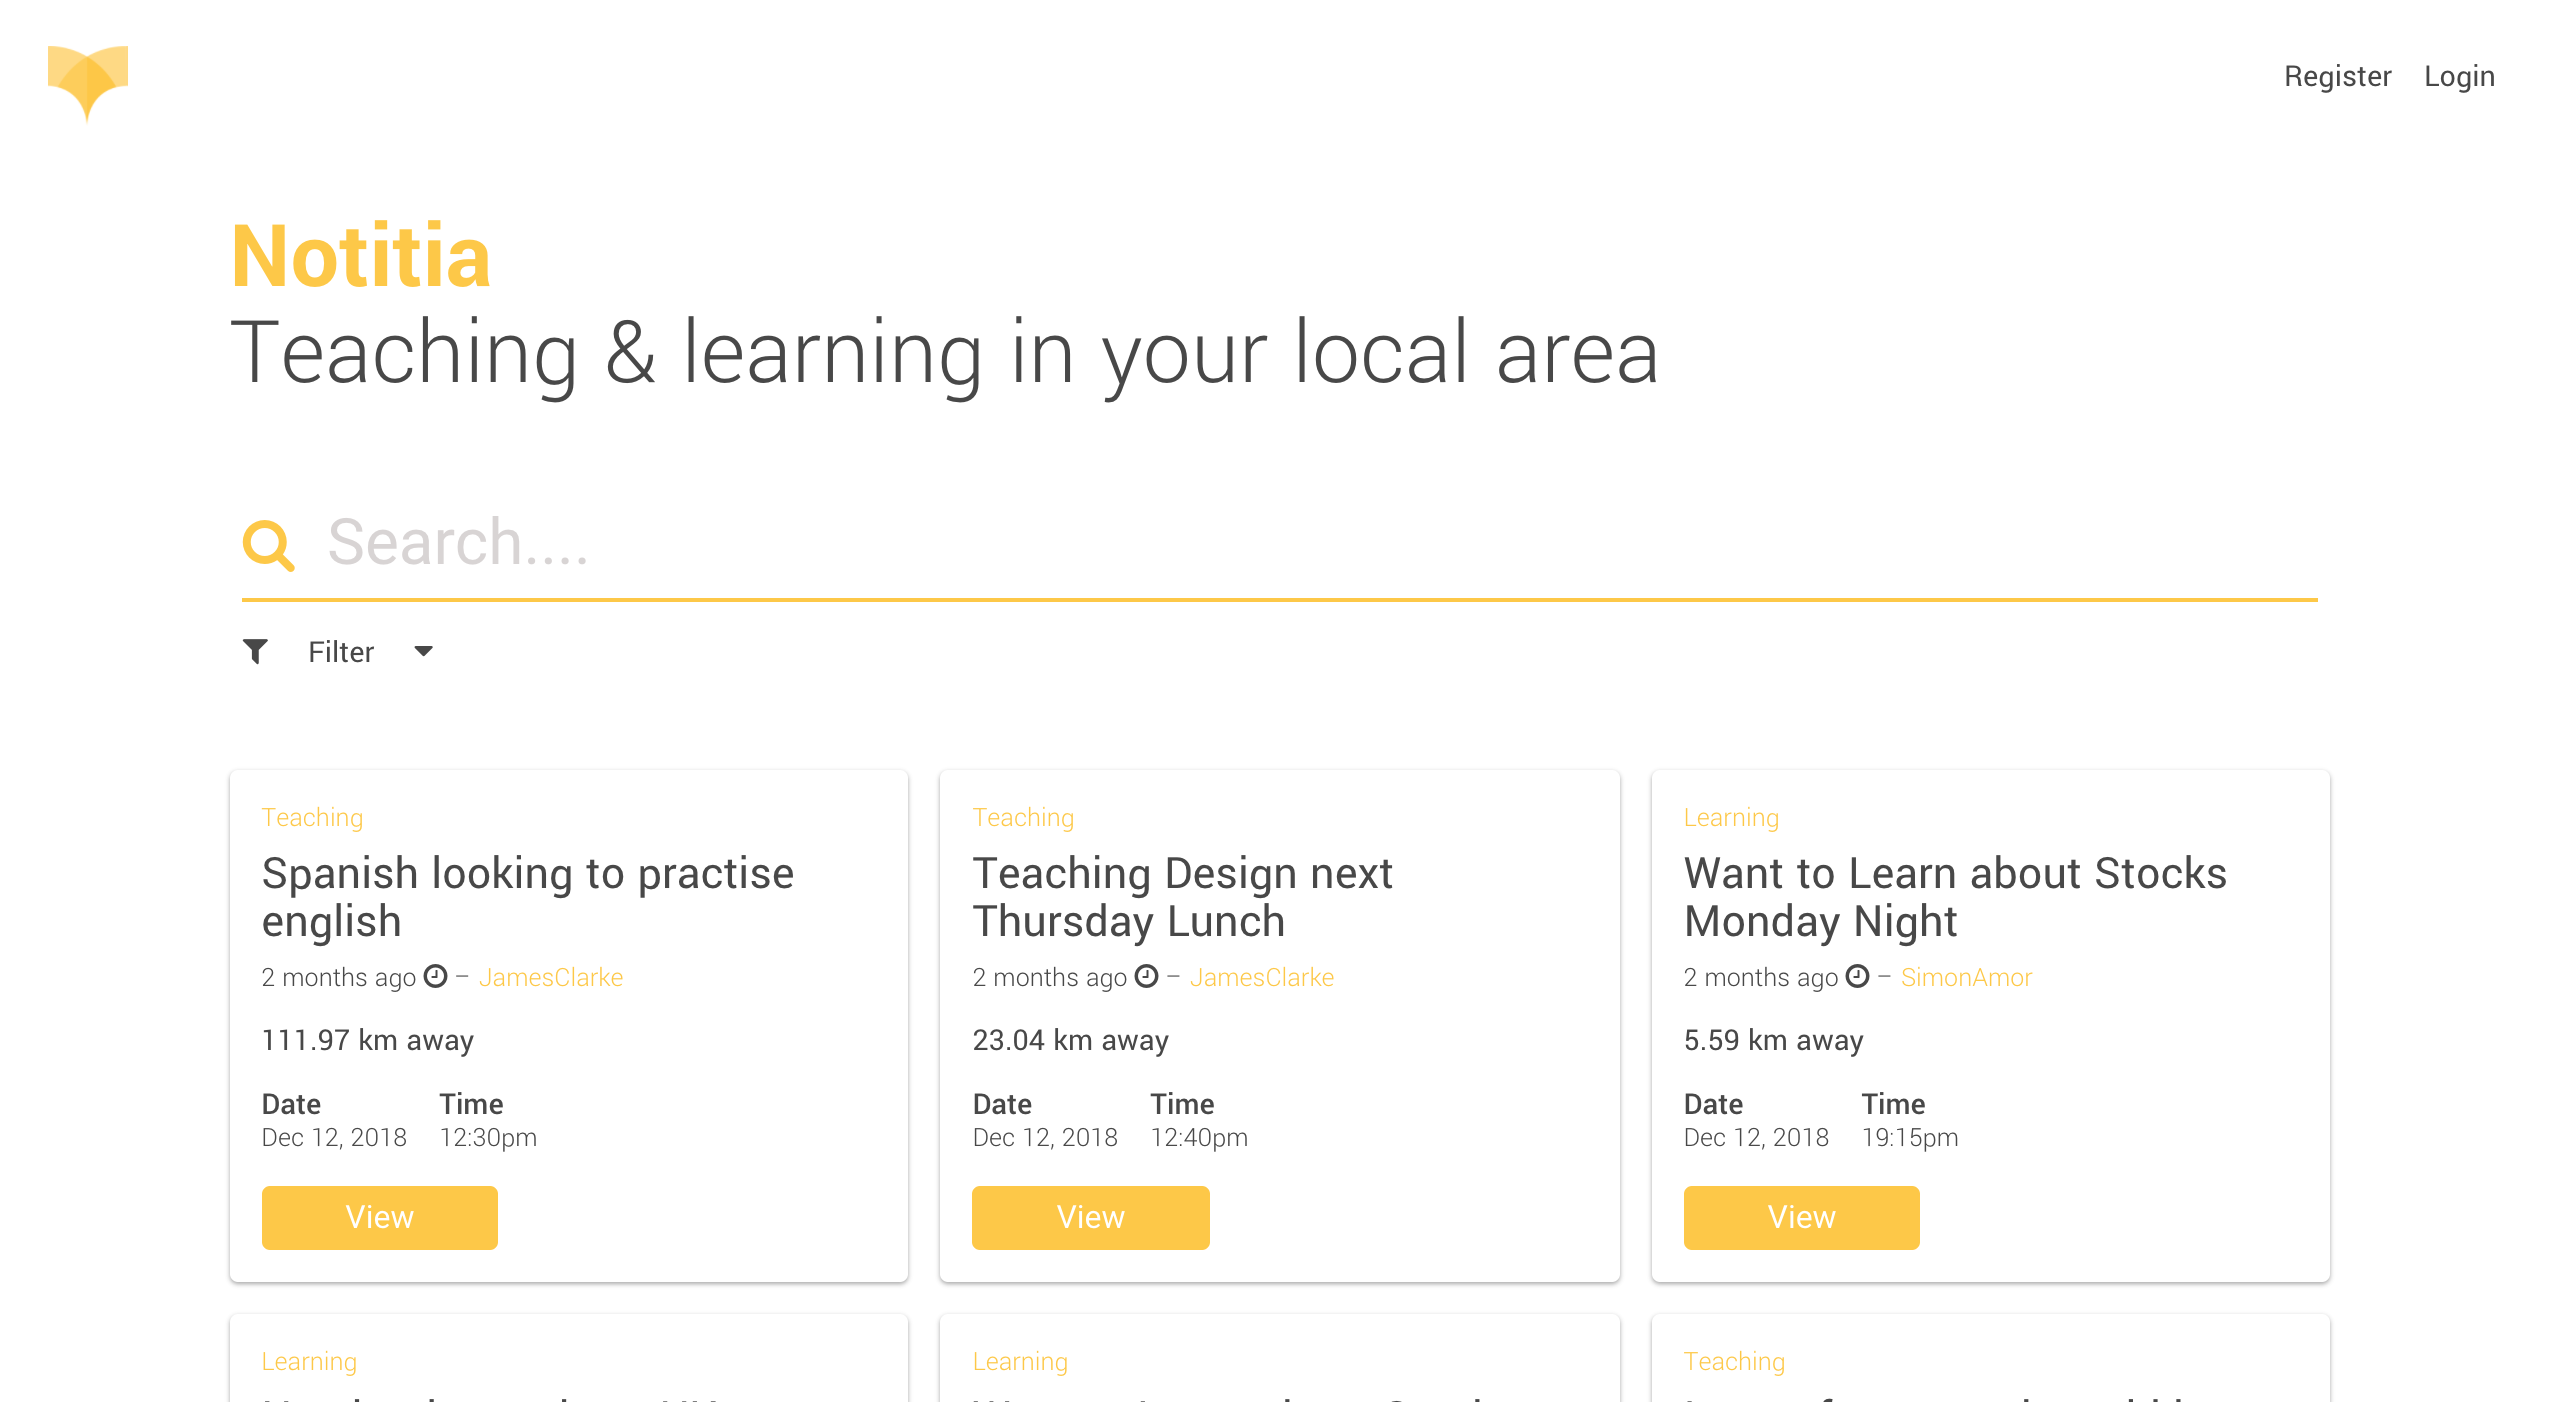 Register Login
Notitia
Teaching & learning in your local area
Search....
Filter
Teaching
Spanish looking to practise
english
2 months ago – JamesClarke
111.97 km away
Date Time
Dec 12, 2018 12:30pm
View
Teaching
Teaching Design next
Thursday Lunch
2 months ago – JamesClarke
23.04 km away
Date Time
Dec 12, 2018 12:40pm
View
Learning
Want to Learn about Stocks
Monday Night
2 months ago – SimonAmor
5.59 km away
Date Time
Dec 12, 2018 19:15pm
View
Learning
Learning
Teaching